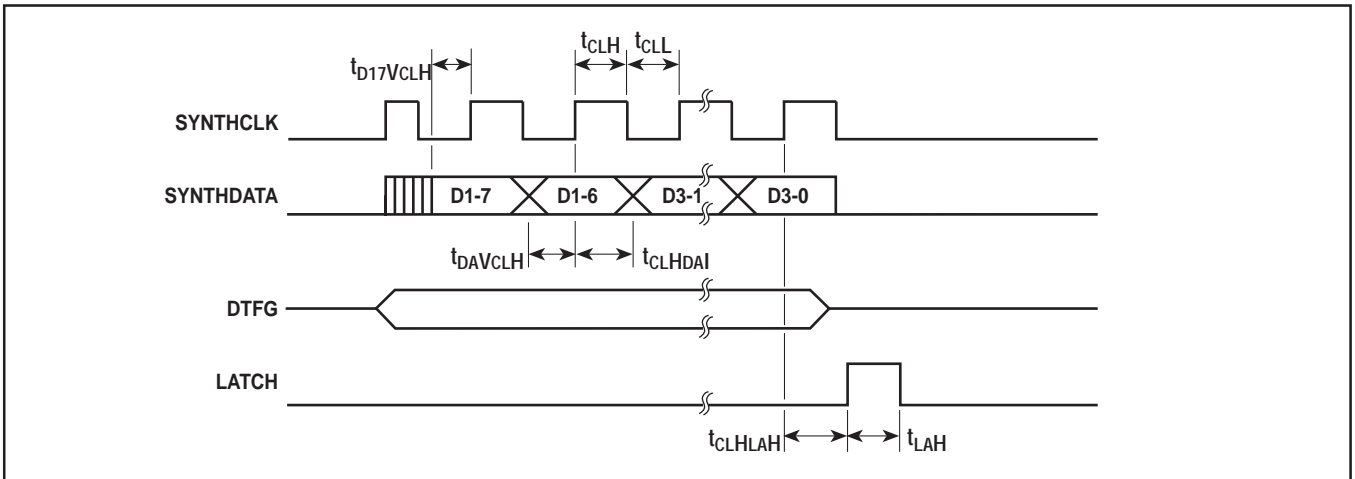 tCLH tCLL
tD17VCLH
SYNTHCLK
SYNTHDATA D1-7 D1-6 D3-1 D3-0
tDAVCLH tCLHDAI
DTFG
LATCH
tCLHLAH tLAH